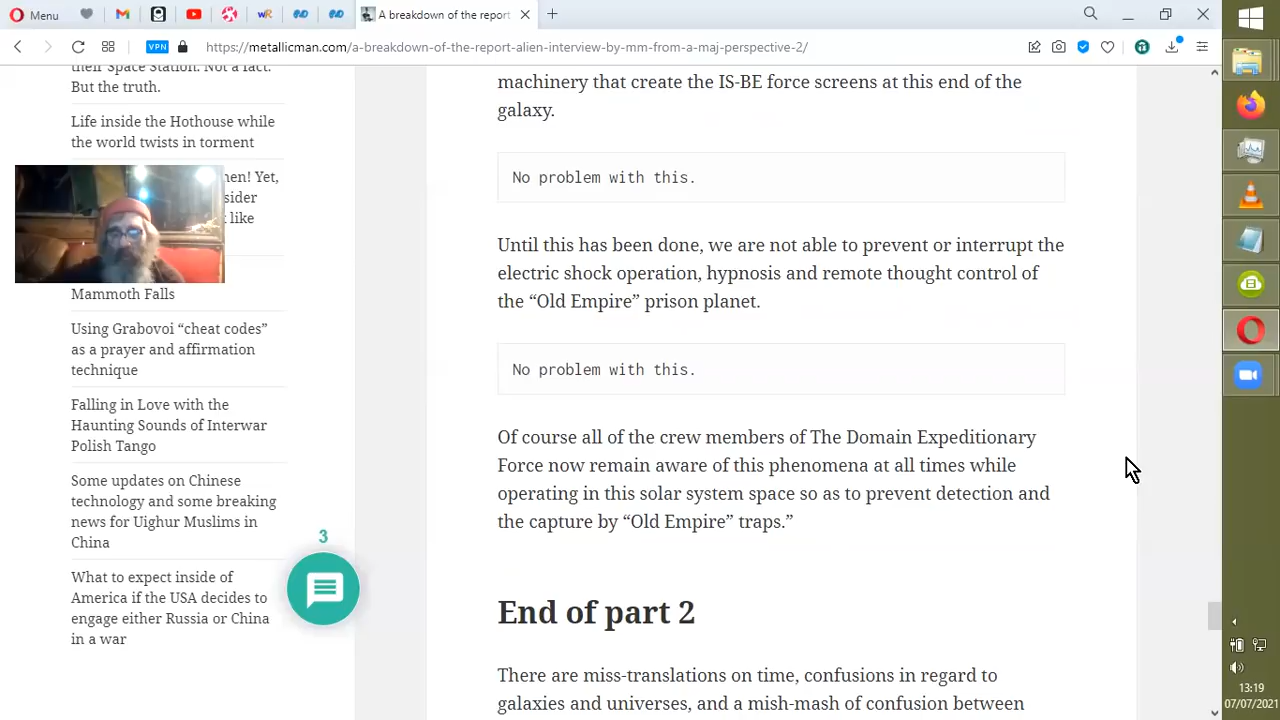 Menu
A breakdown of the report
VPN
https://metallicman.com/a-breakdown-of-the-report-alien-interview-by-mm-from-a-maj-perspective-2/
their Space Station. Not a fact.
But the truth.
Life inside the Hothouse while
the world twists in torment
men! Yet,
sider
like
Mammoth Falls
Using Grabovoi “cheat codes”
as a prayer and affirmation
technique
Falling in Love with the
Haunting Sounds of Interwar
Polish Tango
Some updates on Chinese
technology and some breaking
news for Uighur Muslims in
China
What to expect inside of
America if the USA decides to
engage either Russia or China
in a war
3
machinery that create the IS-BE force screens at this end of the
galaxy.
No problem with this.
Until this has been done, we are not able to prevent or interrupt the
electric shock operation, hypnosis and remote thought control of
the “Old Empire” prison planet.
No problem with this.
Of course all of the crew members of The Domain Expeditionary
Force now remain aware of this phenomena at all times while
operating in this solar system space so as to prevent detection and
the capture by “Old Empire” traps.”
End of part 2
There are miss-translations on time, confusions in regard to
galaxies and universes, and a mish-mash of confusion between
13:19
07/07/2021